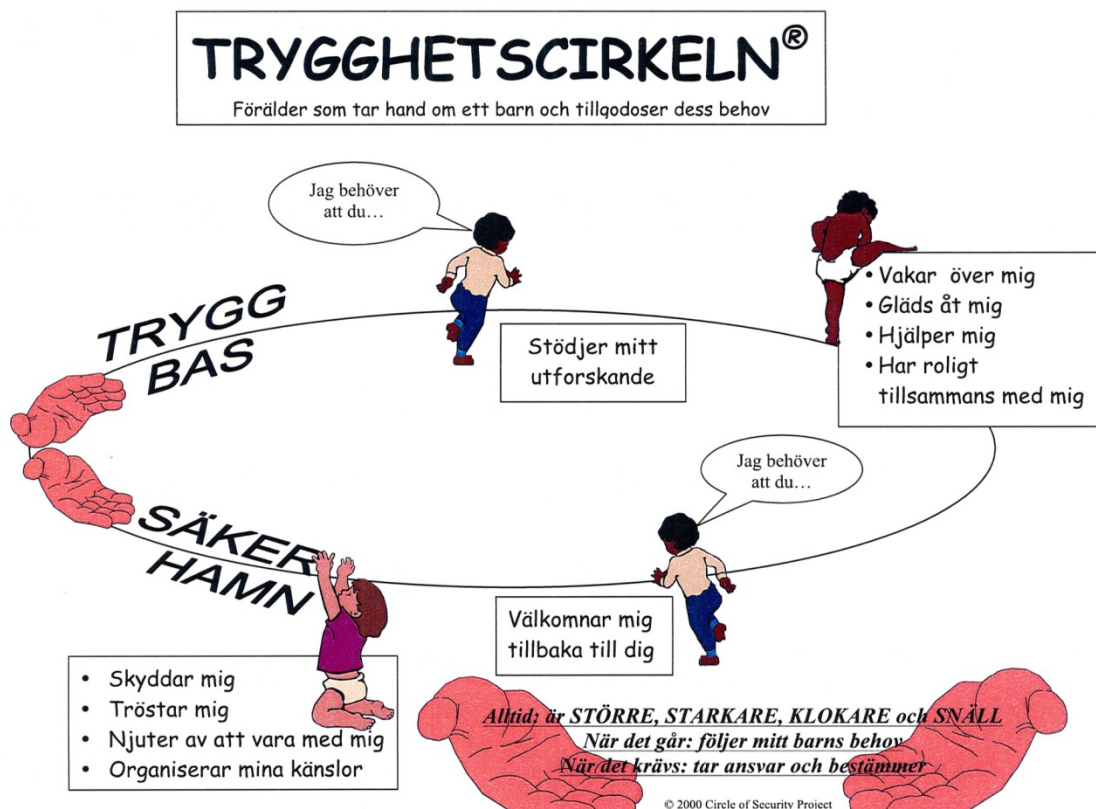 TRYGGHETSCIRKELN®
Förälder som tar hand om ett barn och tillgodoser dess behov
Jag behöver
att du…
TRYGG
BAS
Stödjer mitt
utforskande
• Vakar över mig
• Gläds åt mig
• Hjälper mig
• Har roligt
tillsammans med mig
Jag behöver
att du…
SÄKER
HAMN
Välkomnar mig
tillbaka till dig
• Skyddar mig
• Tröstar mig
• Njuter av att vara med mig
• Organiserar mina känslor
Alltid; är STÖRRE, STARKARE, KLOKARE och SNÄLL
När det går: följer mitt barns behov
När det krävs: tar ansvar och bestämmer
© 2000 Circle of Security Project